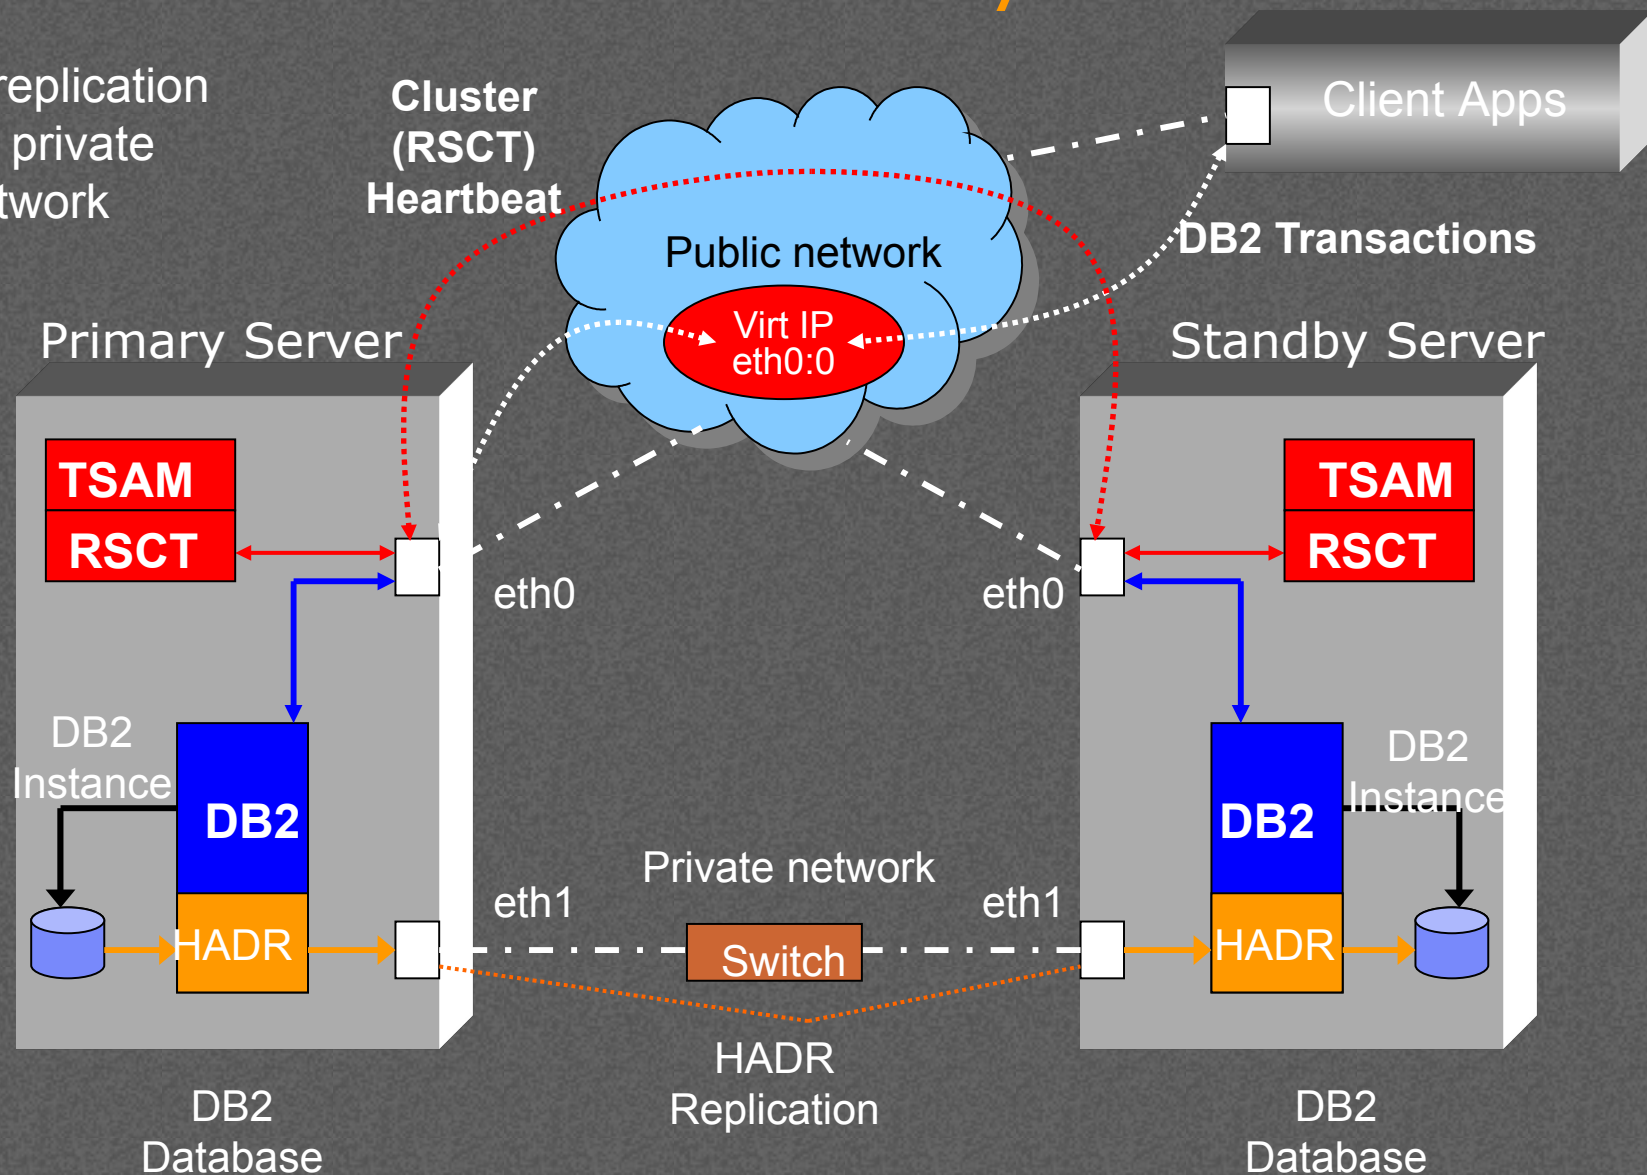 replication
private
Cluster
(RSCT)
Heartbeat
Client Apps
DB2 Transactions
Public network
Virt IP
eth0:0
Primary Server
Standby Server
TSAM
RSCT
TSAM
RSCT
eth0
eth0
DB2
Instance
DB2
Instance
DB2
DB2
Private network
eth1
eth1
HADR
Switch
HADR
HADR
Replication
DB2
Database
DB2
Database